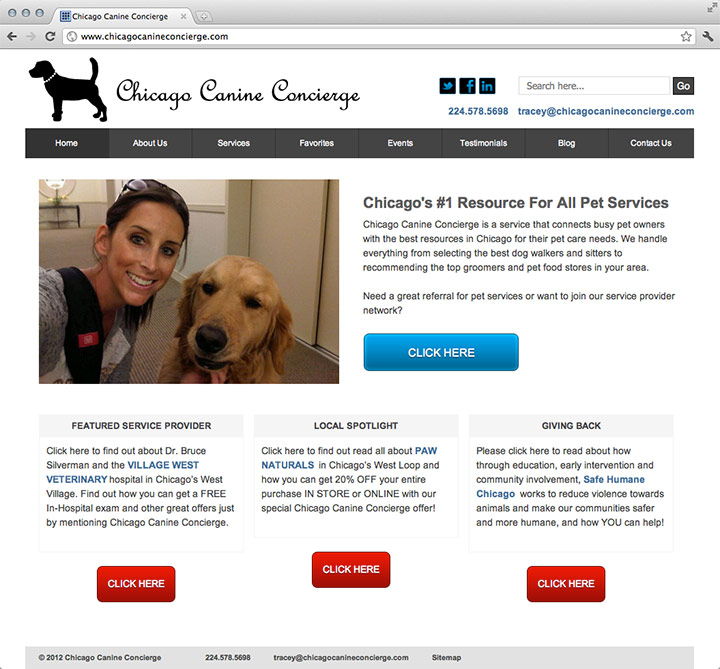 Chicago Canine Concierge
www.chicagocanineconcierge.com
Chicago Canine Concierge
Search here...
Go
224.578.5698 tracey@chicagocanineconcierge.com
Home About Us Services Favorites Events Testimonials Blog Contact Us
Chicago's #1 Resource For All Pet Services
Chicago Canine Concierge is a service that connects busy pet owners
with the best resources in Chicago for their pet care needs. We handle
everything from selecting the best dog walkers and sitters to
recommending the top groomers and pet food stores in your area.
Need a great referral for pet services or want to join our service provider
network?
CLICK HERE
FEATURED SERVICE PROVIDER
Click here to find out about Dr. Bruce
Silverman and the VILLAGE WEST
VETERINARY hospital in Chicago's West
Village. Find out how you can get a FREE
In-Hospital exam and other great offers just
by mentioning Chicago Canine Concierge.
CLICK HERE
LOCAL SPOTLIGHT
Click here to find out read all about PAW
NATURALS in Chicago's West Loop and
how you can get 20% OFF your entire
purchase IN STORE or ONLINE with our
special Chicago Canine Concierge offer!
CLICK HERE
GIVING BACK
Please click here to read about how
through education, early intervention and
community involvement, Safe Humane
Chicago works to reduce violence towards
animals and make our communities safer
and more humane, and how YOU can help!
CLICK HERE
© 2012 Chicago Canine Concierge 224.578.5698 tracey@chicagocanineconcierge.com Sitemap